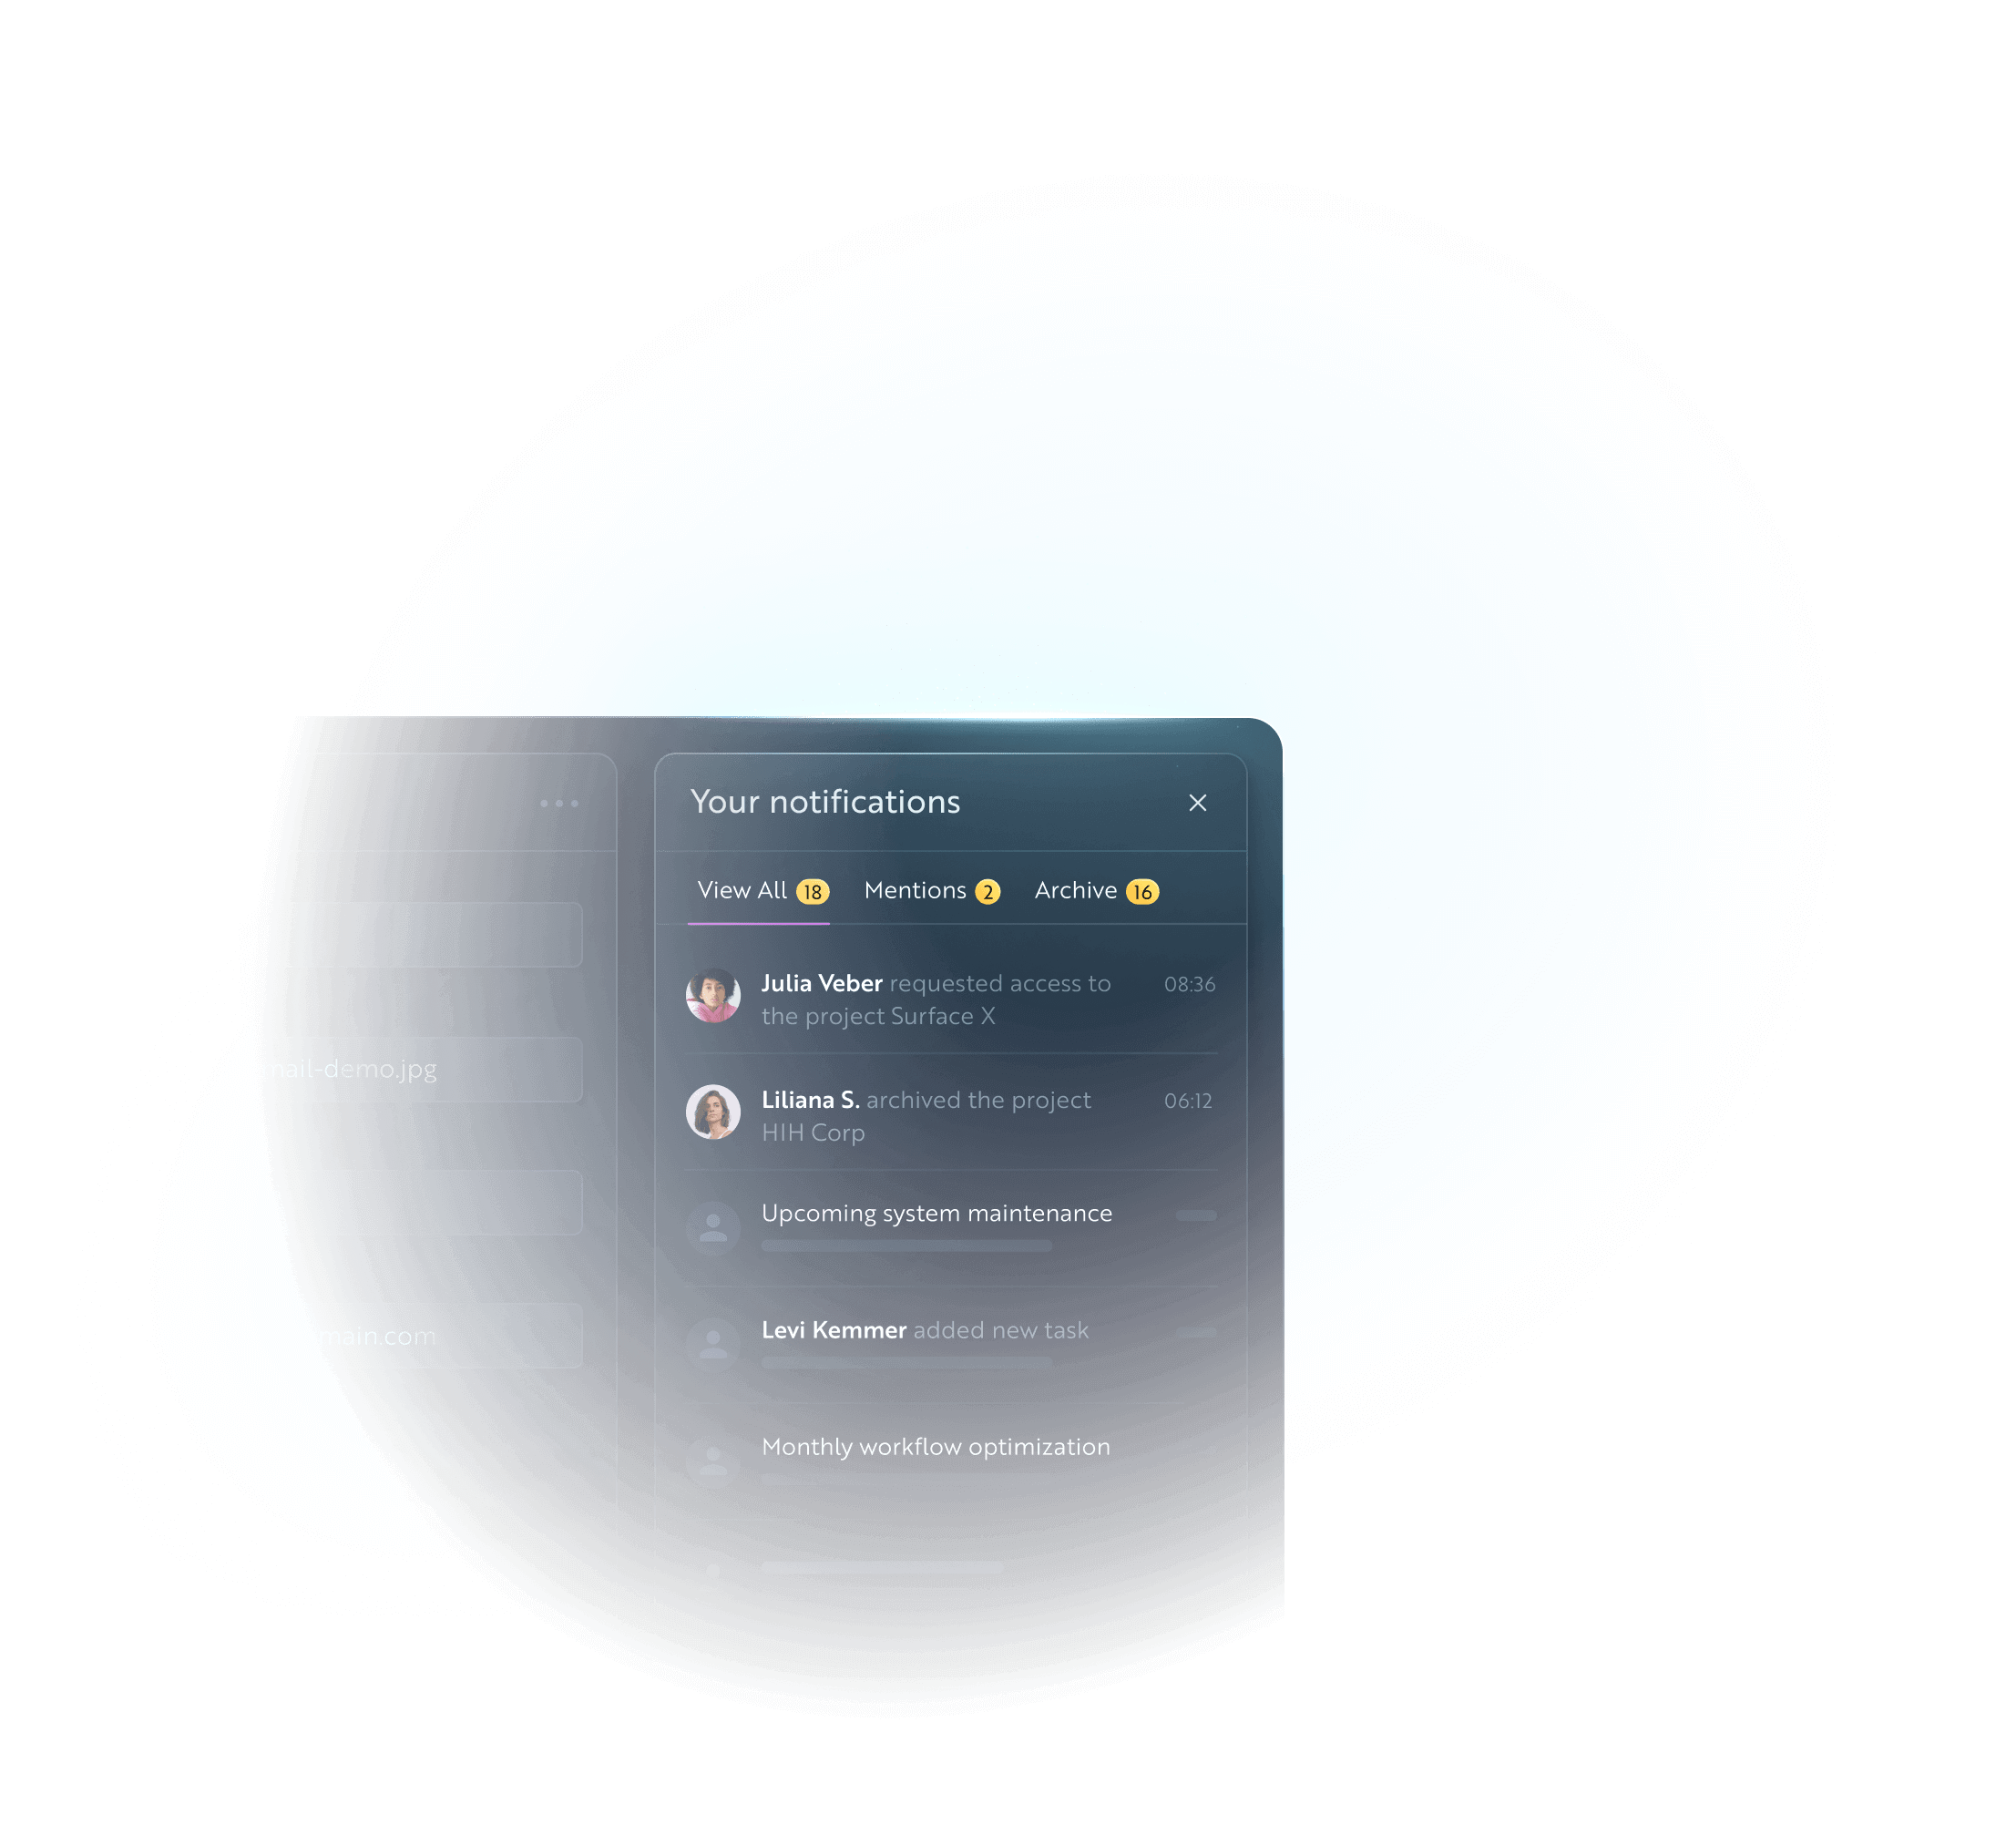 Your notifications
View All 18 Mentions 2 Archive 16
Julia Veber requested access to 08:36
the project Surface X
-demo.jpg
Liliana S. archived the project 06:12
HIH Corp
Upcoming system maintenance
Levi Kemmer added new task
main.com
Monthly workflow optimization